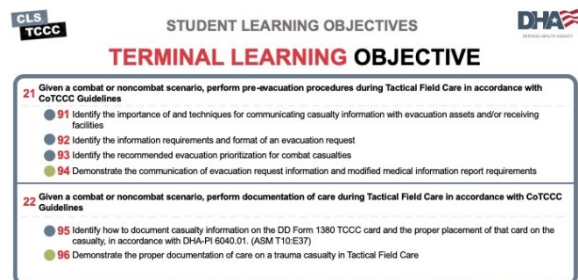 CLS
TCCC
STUDENT LEARNING OBJECTIVES
DHA
DEFENSE HEALTH AGENCY
TERMINAL LEARNING OBJECTIVE
21 Given a combat or noncombat scenario, perform pre-evacuation procedures during Tactical Field Care in accordance with
CoTCCC Guidelines
91 Identify the importance of and techniques for communicating casualty information with evacuation assets and/or receiving
facilities
92 Identify the information requirements and format of an evacuation request
93 Identify the recommended evacuation prioritization for combat casualties
94 Demonstrate the communication of evacuation request information and modified medical information report requirements
22 Given a combat or noncombat scenario, perform documentation of care during Tactical Field Care in accordance with CoTCCC
Guidelines
95 Identify how to document casualty information on the DD Form 1380 TCCC card and the proper placement of that card on the
casualty, in accordance with DHA-PI 6040.01. (ASM T10:E37)
96 Demonstrate the proper documentation of care on a trauma casualty in Tactical Field Care